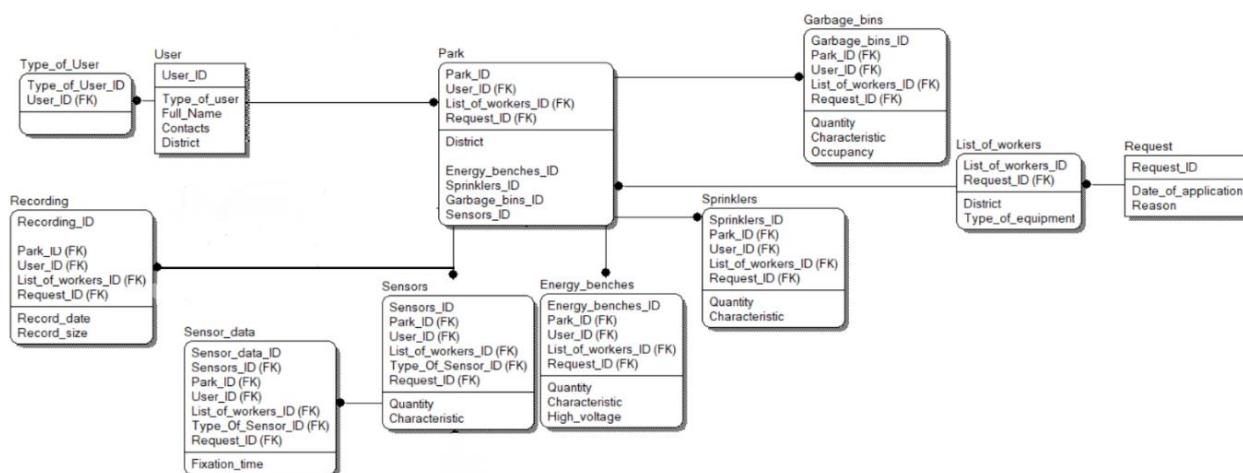 Type_of_User
Type_of_User_ID
User_ID (FK)
User
User_ID
Type_of_user
Full_Name
Contacts
District
Park
Park_ID
User_ID (FK)
List_of_workers_ID (FK)
Request_ID (FK)
District
Energy_benches_ID
Sprinklers_ID
Garbage_bins_ID
Sensors_ID
Garbage_bins
Garbage_bins_ID
Park_ID (FK)
User_ID (FK)
List_of_workers_ID (FK)
Request_ID (FK)
Quantity
Characteristic
Occupancy
List_of_workers
List_of_workers_ID
Request_ID (FK)
District
Type_of_equipment
Request
Request_ID
Date_of_application
Reason
Recording
Recording_ID
Park_ID (FK)
User_ID (FK)
List_of_workers_ID (FK)
Request_ID (FK)
Record_date
Record_size
Sprinklers
Sprinklers_ID
Park_ID (FK)
User_ID (FK)
List_of_workers_ID (FK)
Request_ID (FK)
Quantity
Characteristic
Sensors
Sensors_ID
Park_ID (FK)
User_ID (FK)
List_of_workers_ID (FK)
Type_Of_Sensor_ID (FK)
Request_ID (FK)
Quantity
Characteristic
Energy_benches
Energy_benches_ID
Park_ID (FK)
User_ID (FK)
List_of_workers_ID (FK)
Request_ID (FK)
Quantity
Characteristic
High_voltage
Sensor_data
Sensor_data_ID
Sensors_ID (FK)
Park_ID (FK)
User_ID (FK)
List_of_workers_ID (FK)
Type_Of_Sensor_ID (FK)
Request_ID (FK)
Fixation_time